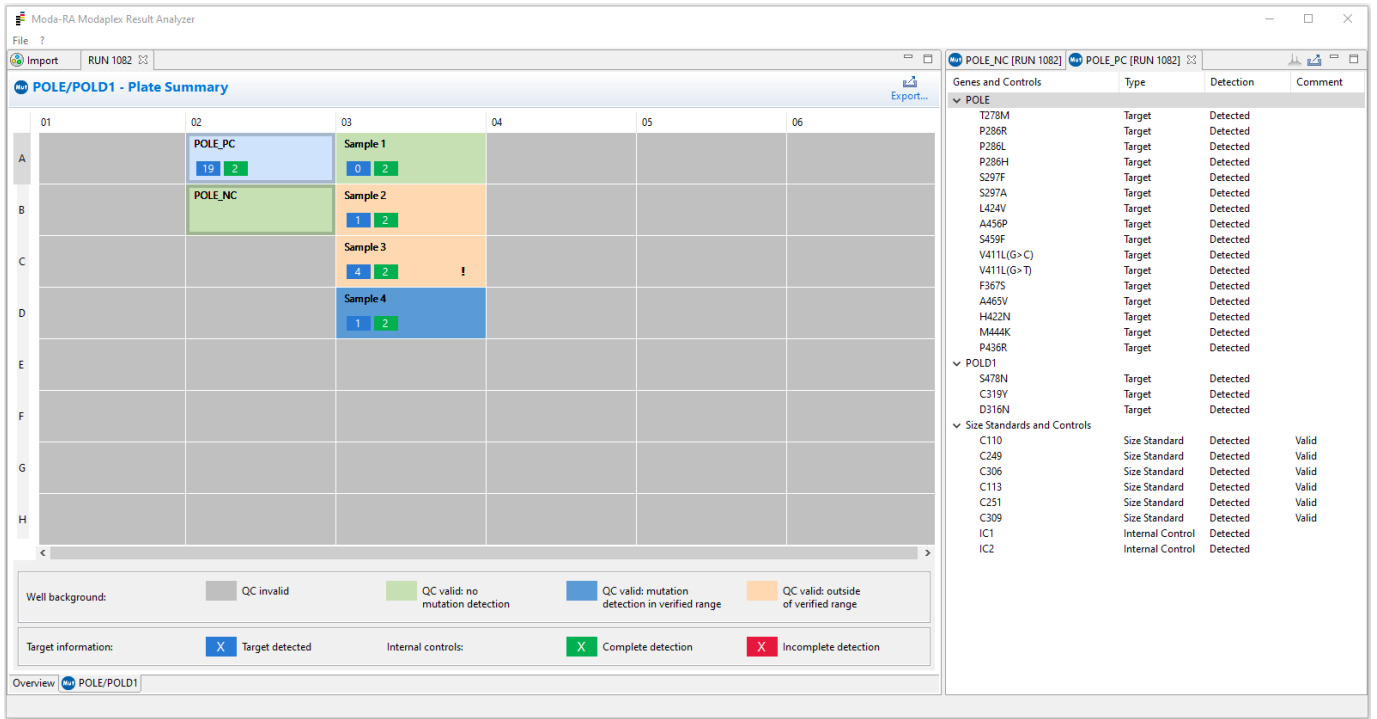 Moda-RA Modaplex Result Analyzer
File ?
Import RUN 1082
POLE/POLD1 - Plate Summary
Export...
01 02 03 04 05 06
A
POLE_PC
19 2
Sample 1
0 2
B
POLE_NC
Sample 2
1 2
C
Sample 3
4 2 !
D
Sample 4
1 2
E
F
G
H
Well background:
QC invalid
QC valid: no
mutation detection
QC valid: mutation
detection in verified range
QC valid: outside
of verified range
Target information:
X Target detected
Internal controls:
X Complete detection
X Incomplete detection
Overview Mut POLE/POLD1
Mut POLE_NC [RUN 1082] Mut POLE_PC [RUN 1082]
Genes and Controls Type Detection Comment
POLE
T278M Target Detected
P286R Target Detected
P286L Target Detected
P286H Target Detected
S297F Target Detected
S297A Target Detected
L424V Target Detected
A456P Target Detected
S459F Target Detected
V411L(G>C) Target Detected
V411L(G>T) Target Detected
F367S Target Detected
A465V Target Detected
H422N Target Detected
M444K Target Detected
P436R Target Detected
POLD1
S478N Target Detected
C319Y Target Detected
D316N Target Detected
Size Standards and Controls
C110 Size Standard Detected Valid
C249 Size Standard Detected Valid
C306 Size Standard Detected Valid
C113 Size Standard Detected Valid
C251 Size Standard Detected Valid
C309 Size Standard Detected Valid
IC1 Internal Control Detected
IC2 Internal Control Detected